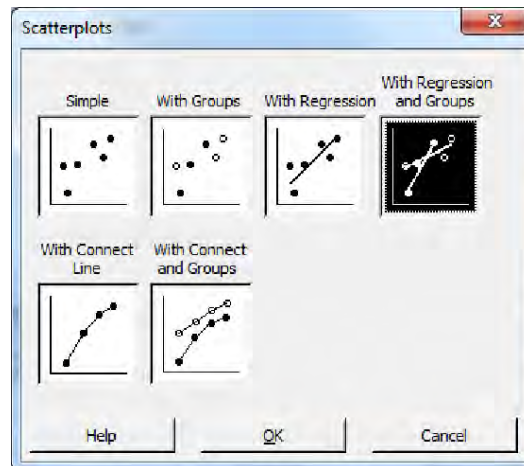 Scatterplots
Simple
With Groups
With Regression
With Regression
and Groups
With Connect
Line
With Connect
and Groups
Help
OK
Cancel